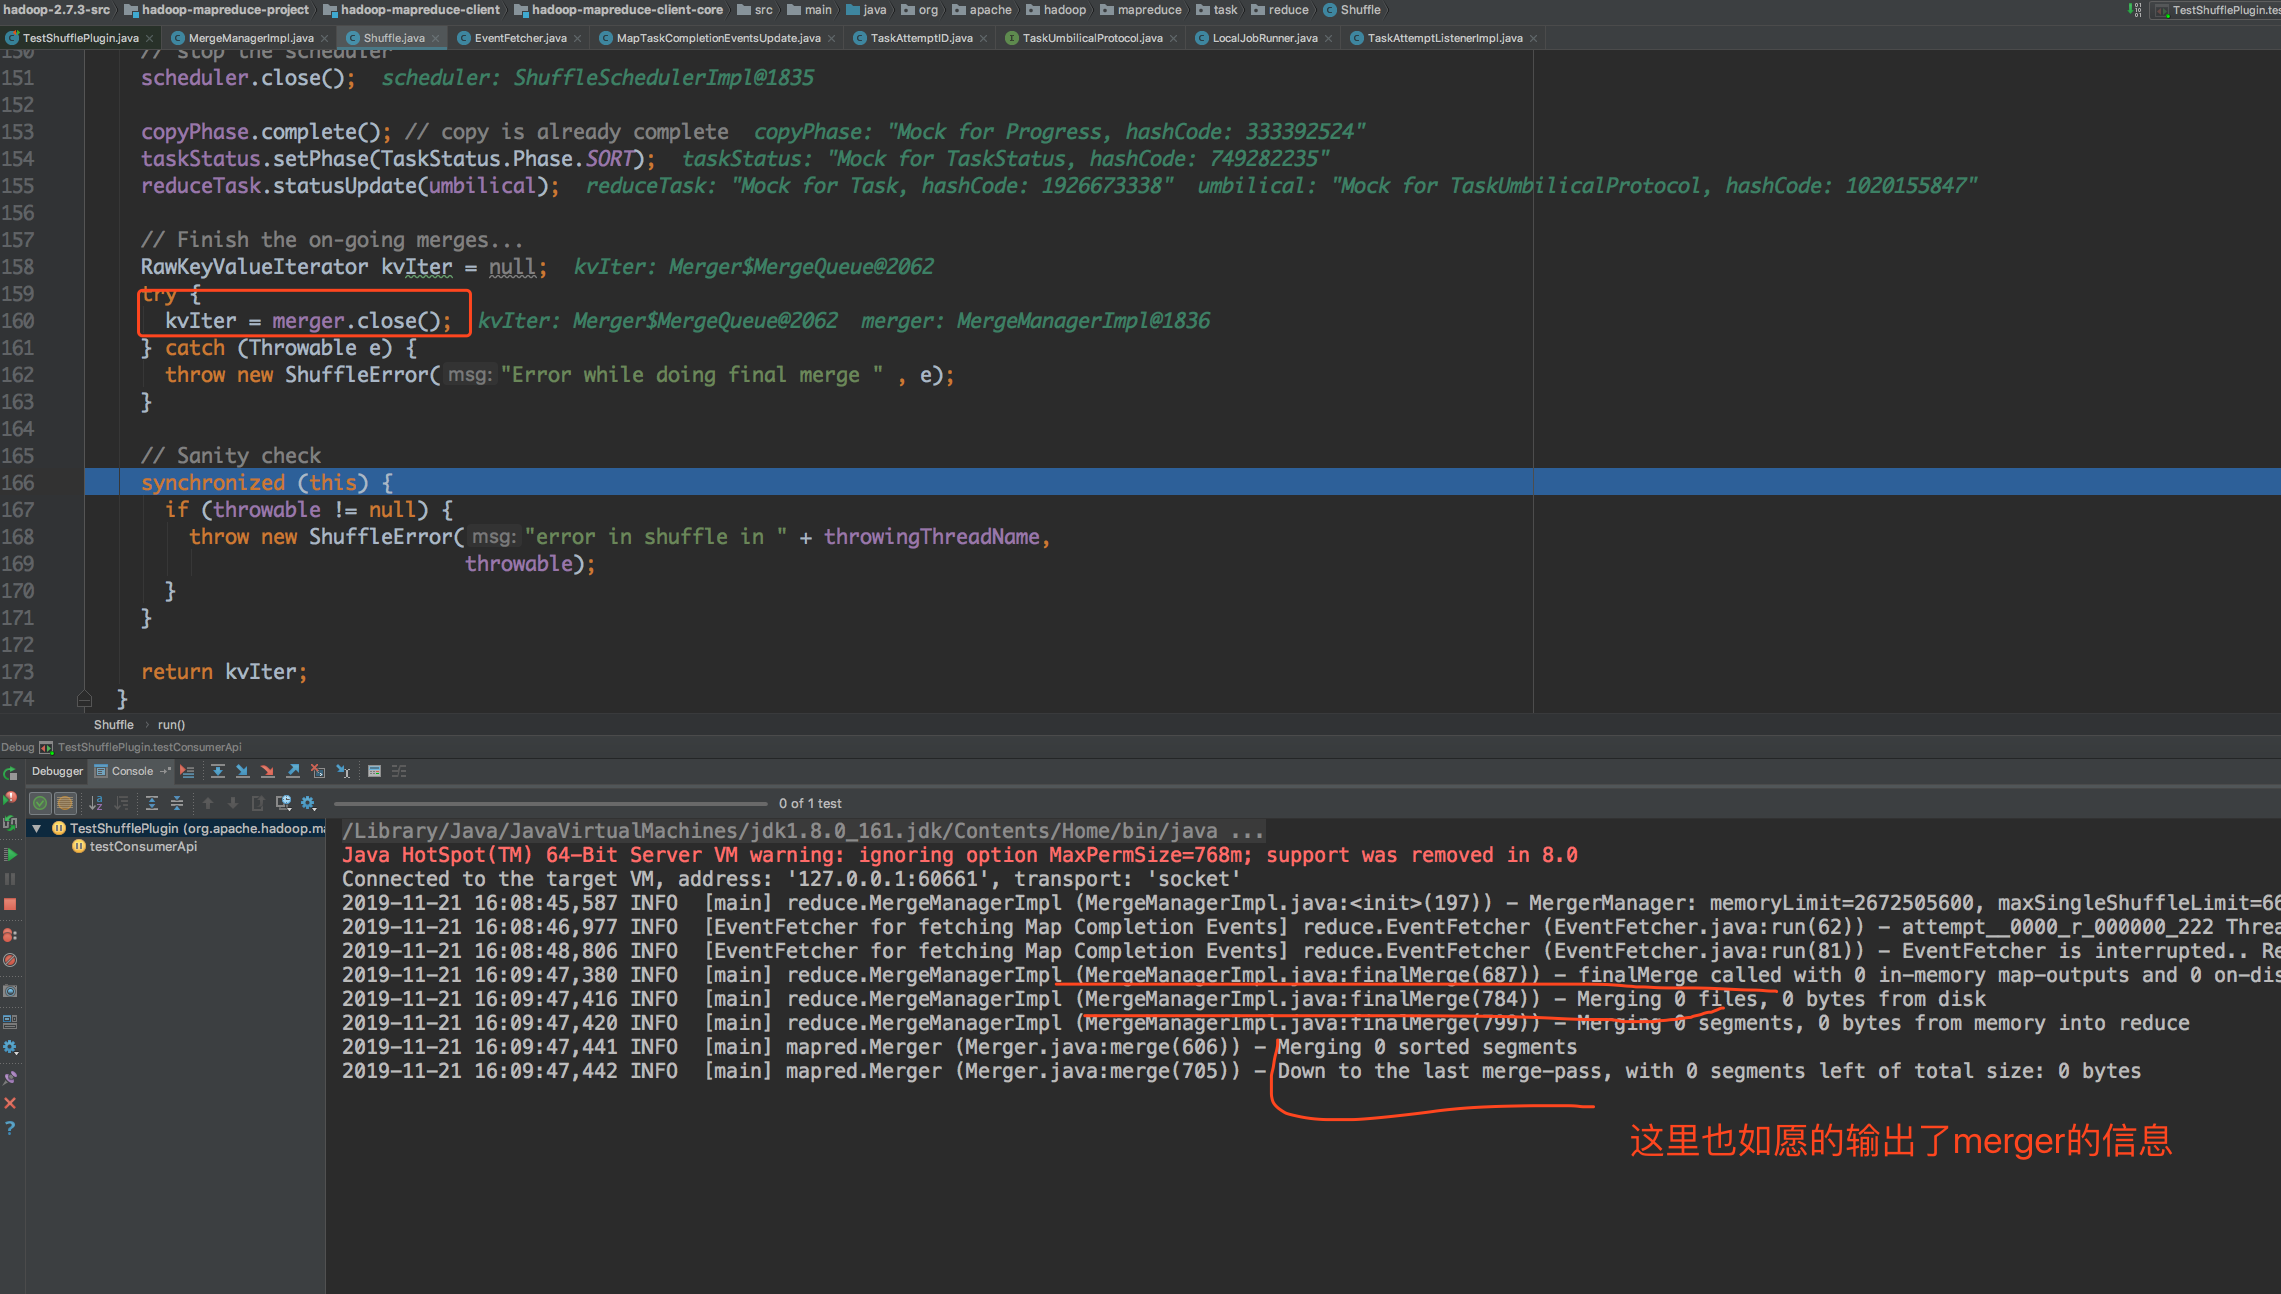 hadoop-2.7.3-src hadoop-mapreduce-project hadoop-mapreduce-client hadoop-mapreduce-client-core src main java org apache hadoop mapreduce task reduce Shuffle
TestShufflePlugin.tes
TestShufflePlugin.java MergeManagerImpl.java Shuffle.java EventFetcher.java MapTaskCompletionEventsUpdate.java TaskAttemptID.java TaskUmbilicalProtocol.java LocalJobRunner.java TaskAttemptListenerImpl.java
150 // stop the scheduler
151 scheduler.close(); scheduler: ShuffleSchedulerImpl@1835
152
153 copyPhase.complete(); // copy is already complete copyPhase: "Mock for Progress, hashCode: 333392524"
154 taskStatus.setPhase(TaskStatus.Phase.SORT); taskStatus: "Mock for TaskStatus, hashCode: 749282235"
155 reduceTask.statusUpdate(umbilical); reduceTask: "Mock for Task, hashCode: 1926673338" umbilical: "Mock for TaskUmbilicalProtocol, hashCode: 1020155847"
156
157 // Finish the on-going merges...
158 RawKeyValueIterator kvIter = null; kvIter: Merger$MergeQueue@2062
159 try {
160 kvIter = merger.close(); kvIter: Merger$MergeQueue@2062 merger: MergeManagerImpl@1836
161 } catch (Throwable e) {
162 throw new ShuffleError( msg: "Error while doing final merge " , e);
163 }
164
165 // Sanity check
166 synchronized (this) {
167 if (throwable != null) {
168 throw new ShuffleError( msg: "error in shuffle in " + throwingThreadName,
169 throwable);
170 }
171 }
172
173 return kvIter;
174 }
Shuffle › run()
Debug TestShufflePlugin.testConsumerApi
Debugger Console
0 of 1 test
TestShufflePlugin (org.apache.hadoop.ma
testConsumerApi
/Library/Java/JavaVirtualMachines/jdk1.8.0_161.jdk/Contents/Home/bin/java ...
Java HotSpot(TM) 64-Bit Server VM warning: ignoring option MaxPermSize=768m; support was removed in 8.0
Connected to the target VM, address: '127.0.0.1:60661', transport: 'socket'
2019-11-21 16:08:45,587 INFO [main] reduce.MergeManagerImpl (MergeManagerImpl.java:<init>(197)) - MergerManager: memoryLimit=2672505600, maxSingleShuffleLimit=66
2019-11-21 16:08:46,977 INFO [EventFetcher for fetching Map Completion Events] reduce.EventFetcher (EventFetcher.java:run(62)) - attempt__0000_r_000000_222 Threa
2019-11-21 16:08:48,806 INFO [EventFetcher for fetching Map Completion Events] reduce.EventFetcher (EventFetcher.java:run(81)) - EventFetcher is interrupted.. Re
2019-11-21 16:09:47,380 INFO [main] reduce.MergeManagerImpl (MergeManagerImpl.java:finalMerge(687)) - finalMerge called with 0 in-memory map-outputs and 0 on-dis
2019-11-21 16:09:47,416 INFO [main] reduce.MergeManagerImpl (MergeManagerImpl.java:finalMerge(784)) - Merging 0 files, 0 bytes from disk
2019-11-21 16:09:47,420 INFO [main] reduce.MergeManagerImpl (MergeManagerImpl.java:finalMerge(799)) - Merging 0 segments, 0 bytes from memory into reduce
2019-11-21 16:09:47,441 INFO [main] mapred.Merger (Merger.java:merge(606)) - Merging 0 sorted segments
2019-11-21 16:09:47,442 INFO [main] mapred.Merger (Merger.java:merge(705)) - Down to the last merge-pass, with 0 segments left of total size: 0 bytes
这里也如愿的输出了merger的信息